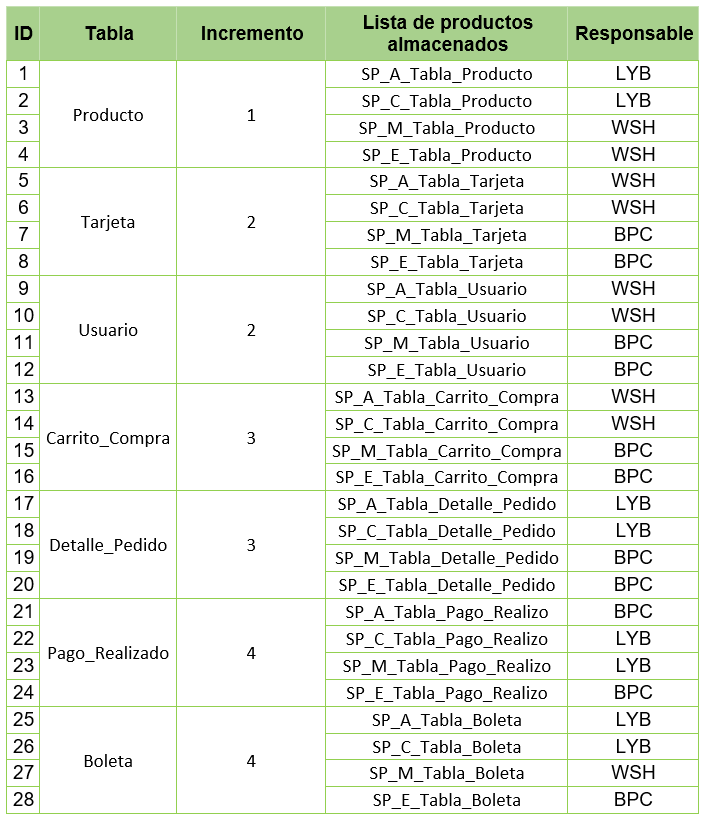 ID Tabla Incremento Lista de productos almacenados Responsable
1 Producto 1 SP_A_Tabla_Producto LYB
2 SP_C_Tabla_Producto LYB
3 SP_M_Tabla_Producto WSH
4 SP_E_Tabla_Producto WSH
5 Tarjeta 2 SP_A_Tabla_Tarjeta WSH
6 SP_C_Tabla_Tarjeta WSH
7 SP_M_Tabla_Tarjeta BPC
8 SP_E_Tabla_Tarjeta BPC
9 Usuario 2 SP_A_Tabla_Usuario WSH
10 SP_C_Tabla_Usuario WSH
11 SP_M_Tabla_Usuario BPC
12 SP_E_Tabla_Usuario BPC
13 Carrito_Compra 3 SP_A_Tabla_Carrito_Compra WSH
14 SP_C_Tabla_Carrito_Compra WSH
15 SP_M_Tabla_Carrito_Compra BPC
16 SP_E_Tabla_Carrito_Compra BPC
17 Detalle_Pedido 3 SP_A_Tabla_Detalle_Pedido LYB
18 SP_C_Tabla_Detalle_Pedido LYB
19 SP_M_Tabla_Detalle_Pedido BPC
20 SP_E_Tabla_Detalle_Pedido BPC
21 Pago_Realizado 4 SP_A_Tabla_Pago_Realizo BPC
22 SP_C_Tabla_Pago_Realizo LYB
23 SP_M_Tabla_Pago_Realizo LYB
24 SP_E_Tabla_Pago_Realizo BPC
25 Boleta 4 SP_A_Tabla_Boleta LYB
26 SP_C_Tabla_Boleta LYB
27 SP_M_Tabla_Boleta WSH
28 SP_E_Tabla_Boleta BPC